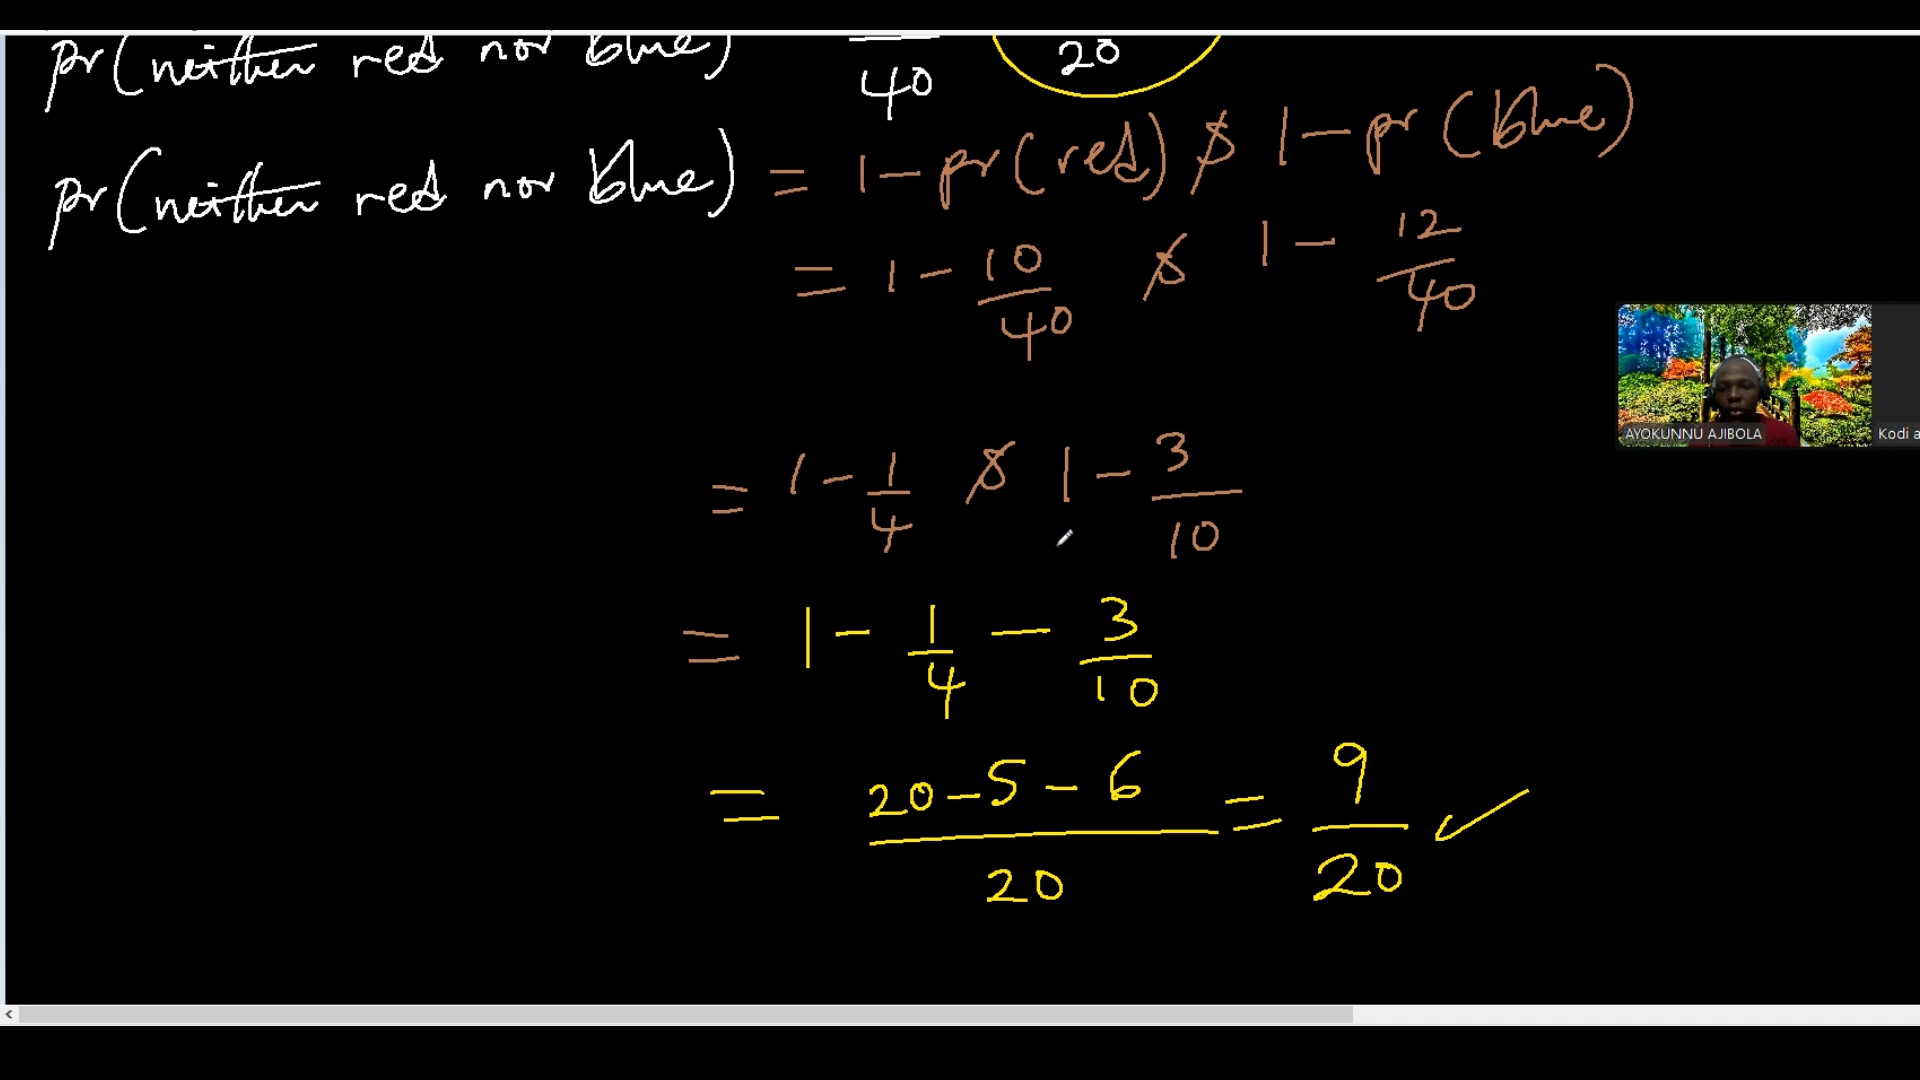 pr(neither red nor blue)
40
20
pr(neither red nor blue) = 1 - pr(red) & 1 - pr(blue)
= 1 - 10/40 & 1 - 12/40
= 1 - 1/4 & 1 - 3/10
= 1 - 1/4 - 3/10
= 20 - 5 - 6 / 20 = 9/20 ✓
AYOKUNNU AJIBOLA
Kodi a